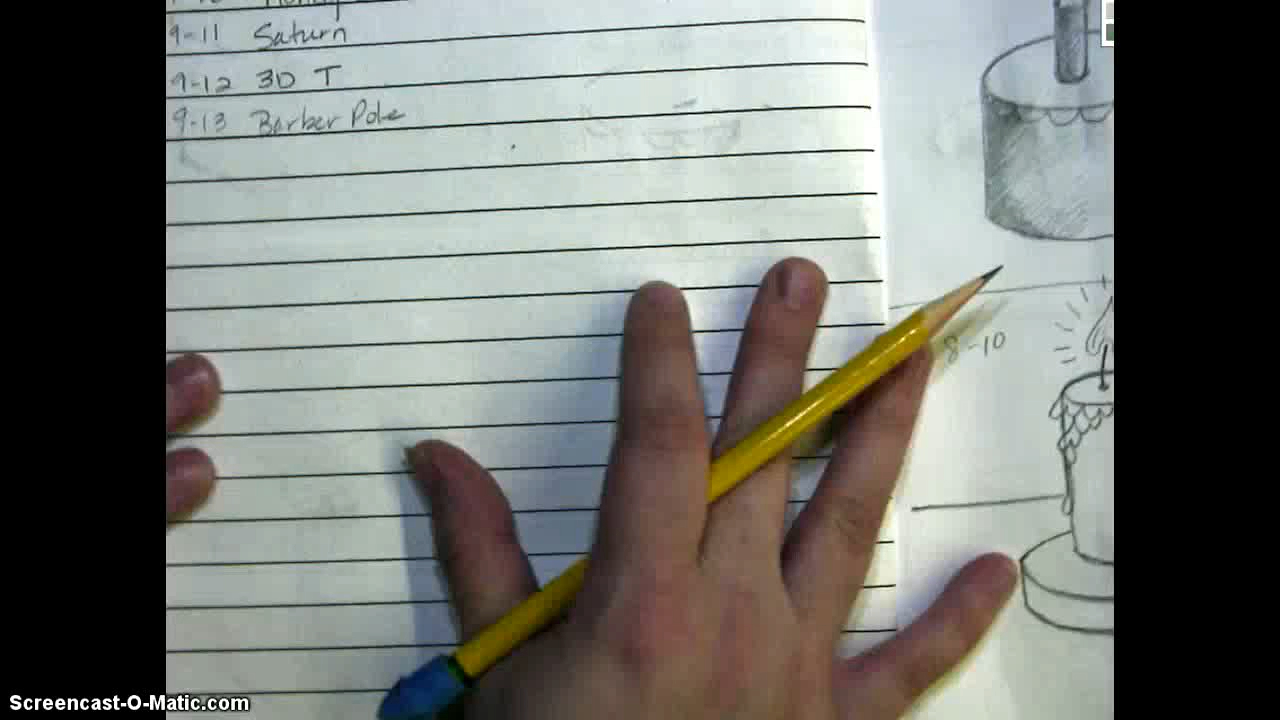 9-11 Saturn
9-12 3D T
9-13 Barber Pole
8-10
Screencast-O-Matic.com